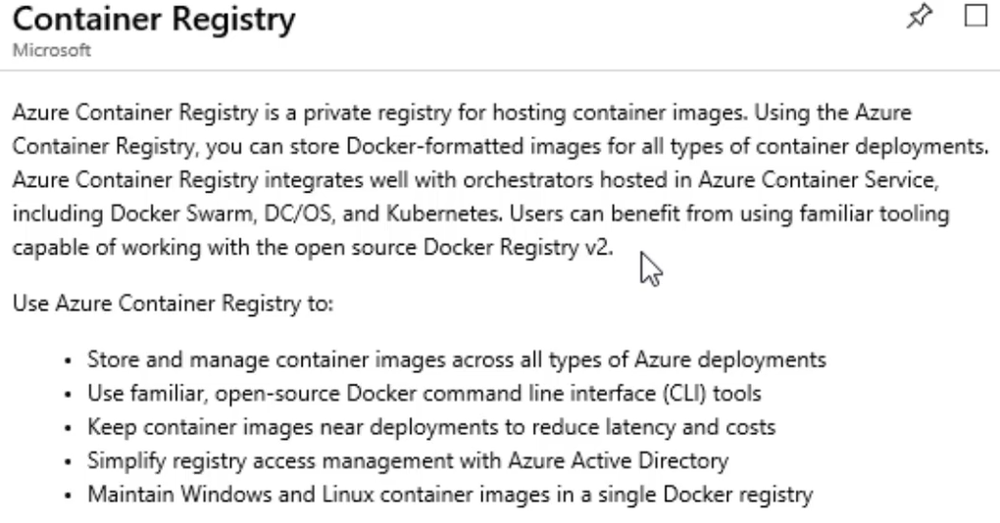 Container Registry
Microsoft
Azure Container Registry is a private registry for hosting container images. Using the Azure
Container Registry, you can store Docker-formatted images for all types of container deployments.
Azure Container Registry integrates well with orchestrators hosted in Azure Container Service,
including Docker Swarm, DC/OS, and Kubernetes. Users can benefit from using familiar tooling
capable of working with the open source Docker Registry v2.
Use Azure Container Registry to:
• Store and manage container images across all types of Azure deployments
• Use familiar, open-source Docker command line interface (CLI) tools
• Keep container images near deployments to reduce latency and costs
• Simplify registry access management with Azure Active Directory
• Maintain Windows and Linux container images in a single Docker registry